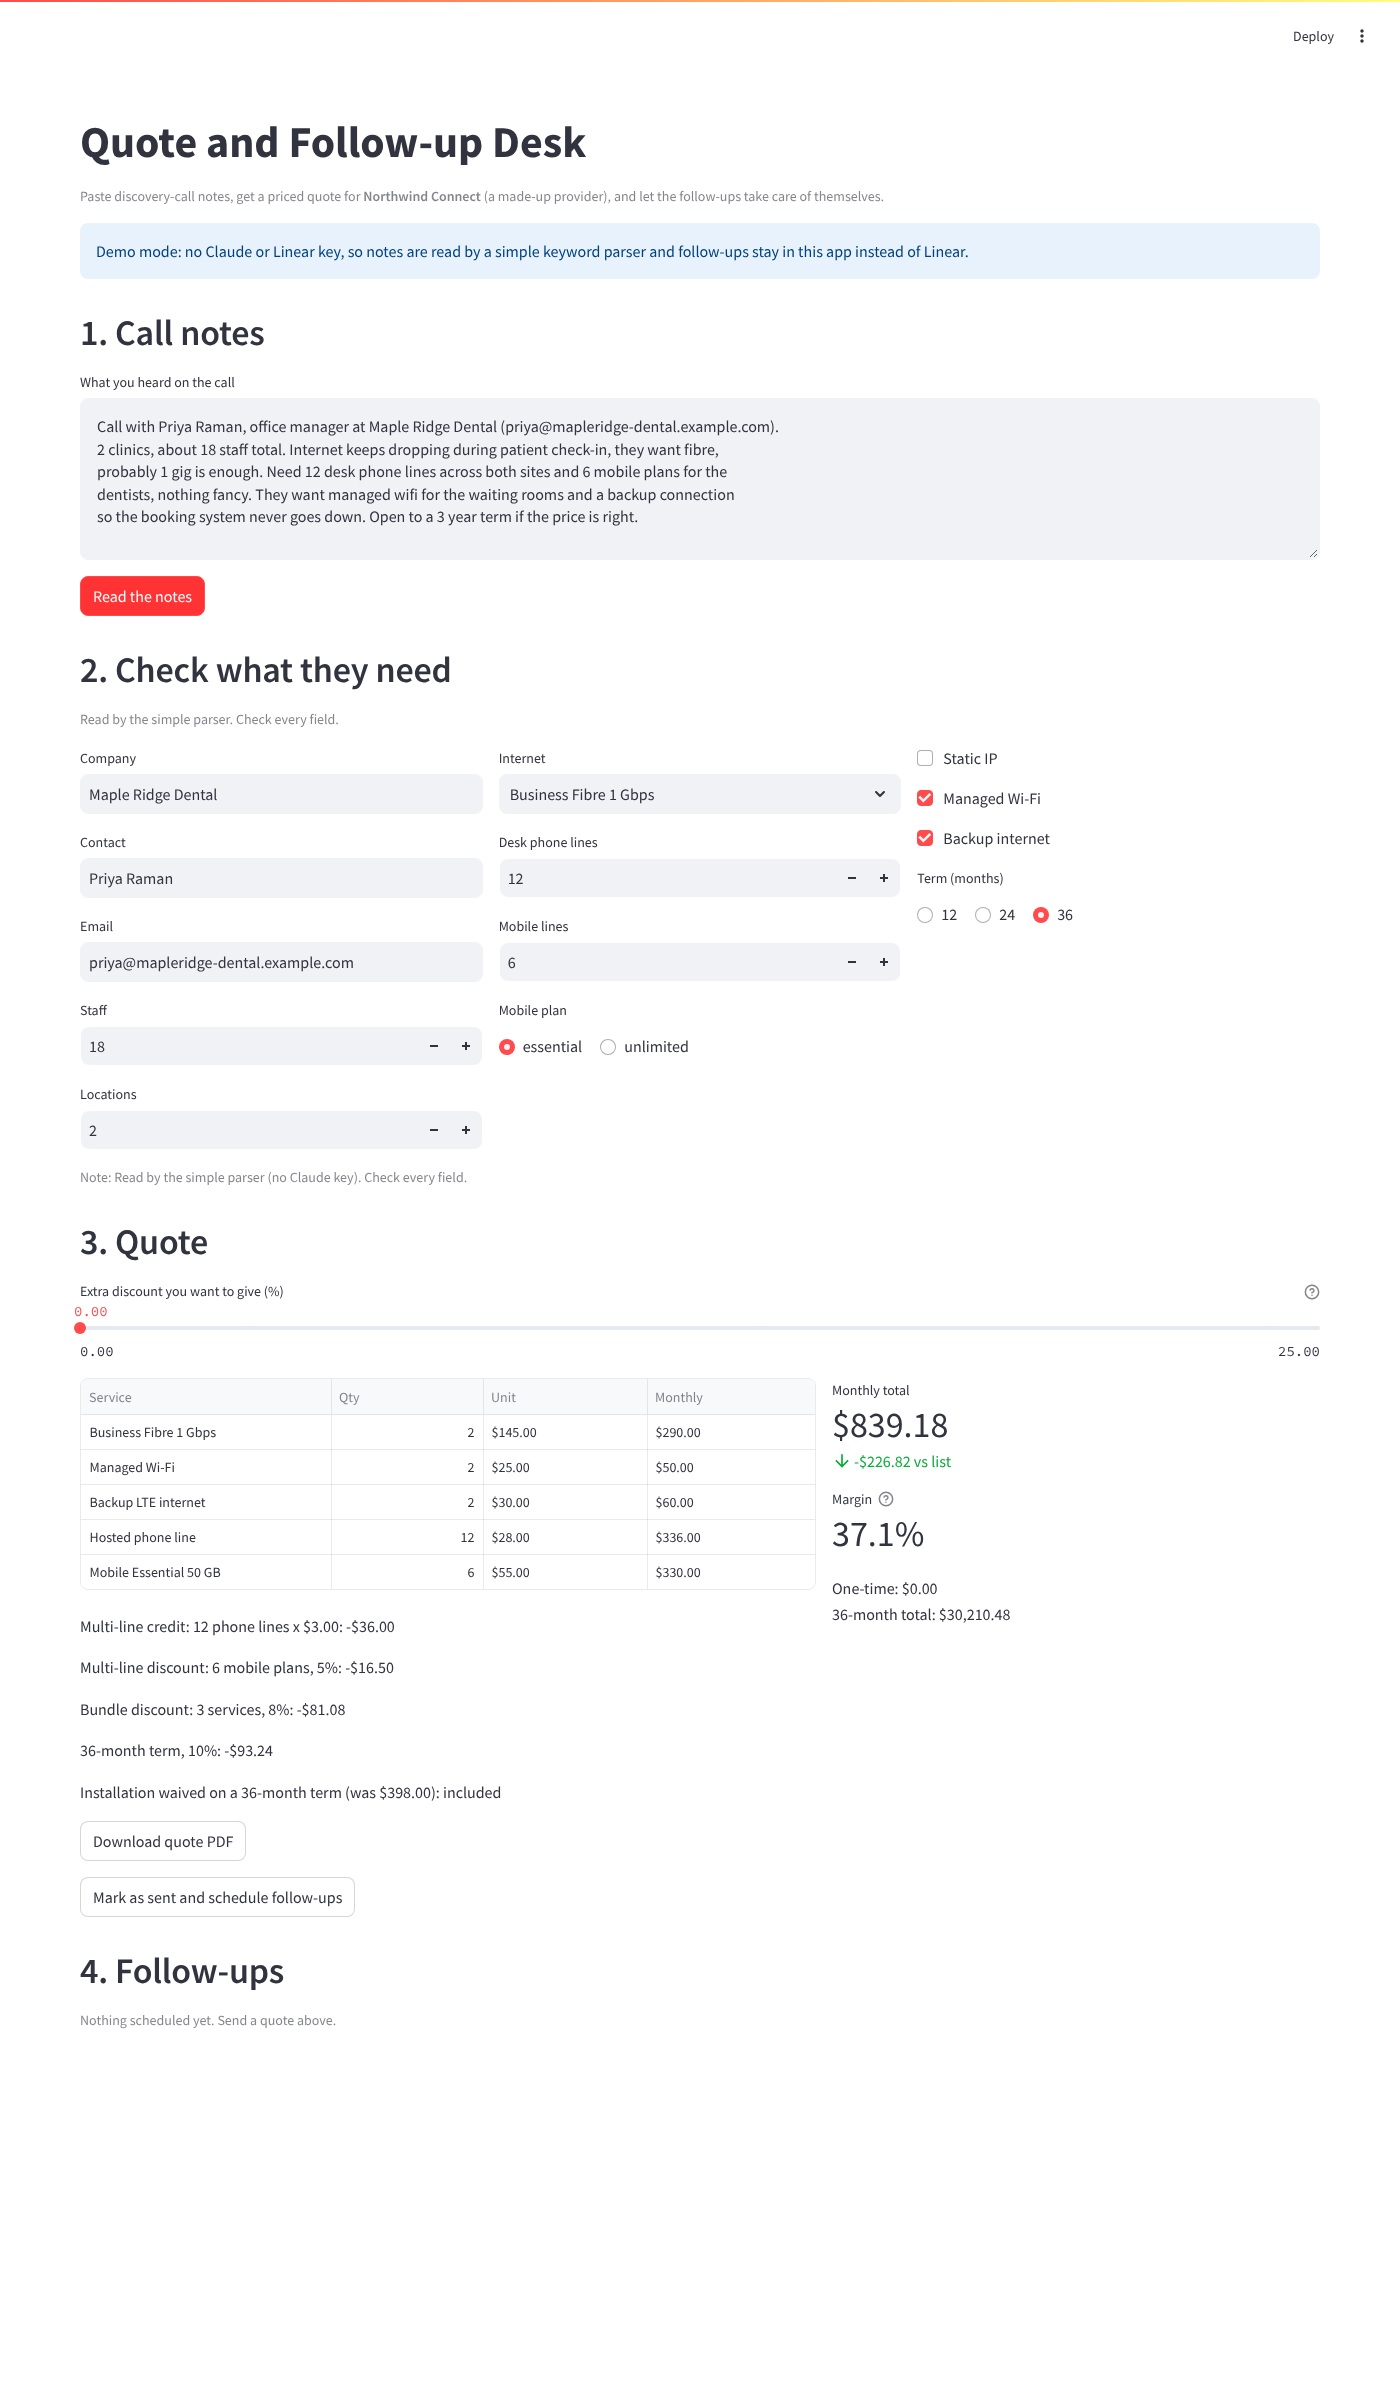 Deploy
Quote and Follow-up Desk
Paste discovery-call notes, get a priced quote for Northwind Connect (a made-up provider), and let the follow-ups take care of themselves.
Demo mode: no Claude or Linear key, so notes are read by a simple keyword parser and follow-ups stay in this app instead of Linear.
1. Call notes
What you heard on the call
Call with Priya Raman, office manager at Maple Ridge Dental (priya@mapleridge-dental.example.com).
2 clinics, about 18 staff total. Internet keeps dropping during patient check-in, they want fibre,
probably 1 gig is enough. Need 12 desk phone lines across both sites and 6 mobile plans for the
dentists, nothing fancy. They want managed wifi for the waiting rooms and a backup connection
so the booking system never goes down. Open to a 3 year term if the price is right.
Read the notes
2. Check what they need
Read by the simple parser. Check every field.
Company
Maple Ridge Dental
Contact
Priya Raman
Email
priya@mapleridge-dental.example.com
Staff
18
Locations
2
Internet
Business Fibre 1 Gbps
Desk phone lines
12
Mobile lines
6
Mobile plan
essential unlimited
Static IP
Managed Wi-Fi
Backup internet
Term (months)
12 24 36
Note: Read by the simple parser (no Claude key). Check every field.
3. Quote
Extra discount you want to give (%)
0.00
0.00 25.00
Service Qty Unit Monthly
Business Fibre 1 Gbps 2 $145.00 $290.00
Managed Wi-Fi 2 $25.00 $50.00
Backup LTE internet 2 $30.00 $60.00
Hosted phone line 12 $28.00 $336.00
Mobile Essential 50 GB 6 $55.00 $330.00
Monthly total
$839.18
-$226.82 vs list
Margin
37.1%
One-time: $0.00
36-month total: $30,210.48
Multi-line credit: 12 phone lines x $3.00: -$36.00
Multi-line discount: 6 mobile plans, 5%: -$16.50
Bundle discount: 3 services, 8%: -$81.08
36-month term, 10%: -$93.24
Installation waived on a 36-month term (was $398.00): included
Download quote PDF
Mark as sent and schedule follow-ups
4. Follow-ups
Nothing scheduled yet. Send a quote above.